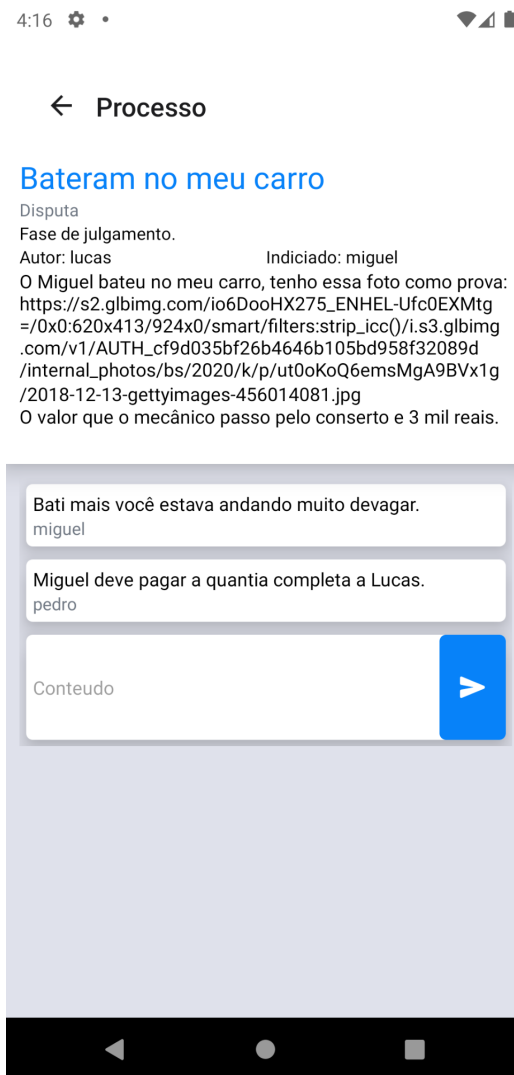 4:16
Processo
Bateram no meu carro
Disputa
Fase de julgamento.
Autor: lucas Indiciado: miguel
O Miguel bateu no meu carro, tenho essa foto como prova:
https://s2.glbimg.com/io6DooHX275_ENHEL-Ufc0EXMtg
=/0x0:620x413/924x0/smart/filters:strip_icc()/i.s3.glbimg
.com/v1/AUTH_cf9d035bf26b4646b105bd958f32089d
/internal_photos/bs/2020/k/p/ut0oKoQ6emsMgA9BVx1g
/2018-12-13-gettyimages-456014081.jpg
O valor que o mecânico passo pelo conserto e 3 mil reais.
Bati mais você estava andando muito devagar.
miguel
Miguel deve pagar a quantia completa a Lucas.
pedro
Conteudo